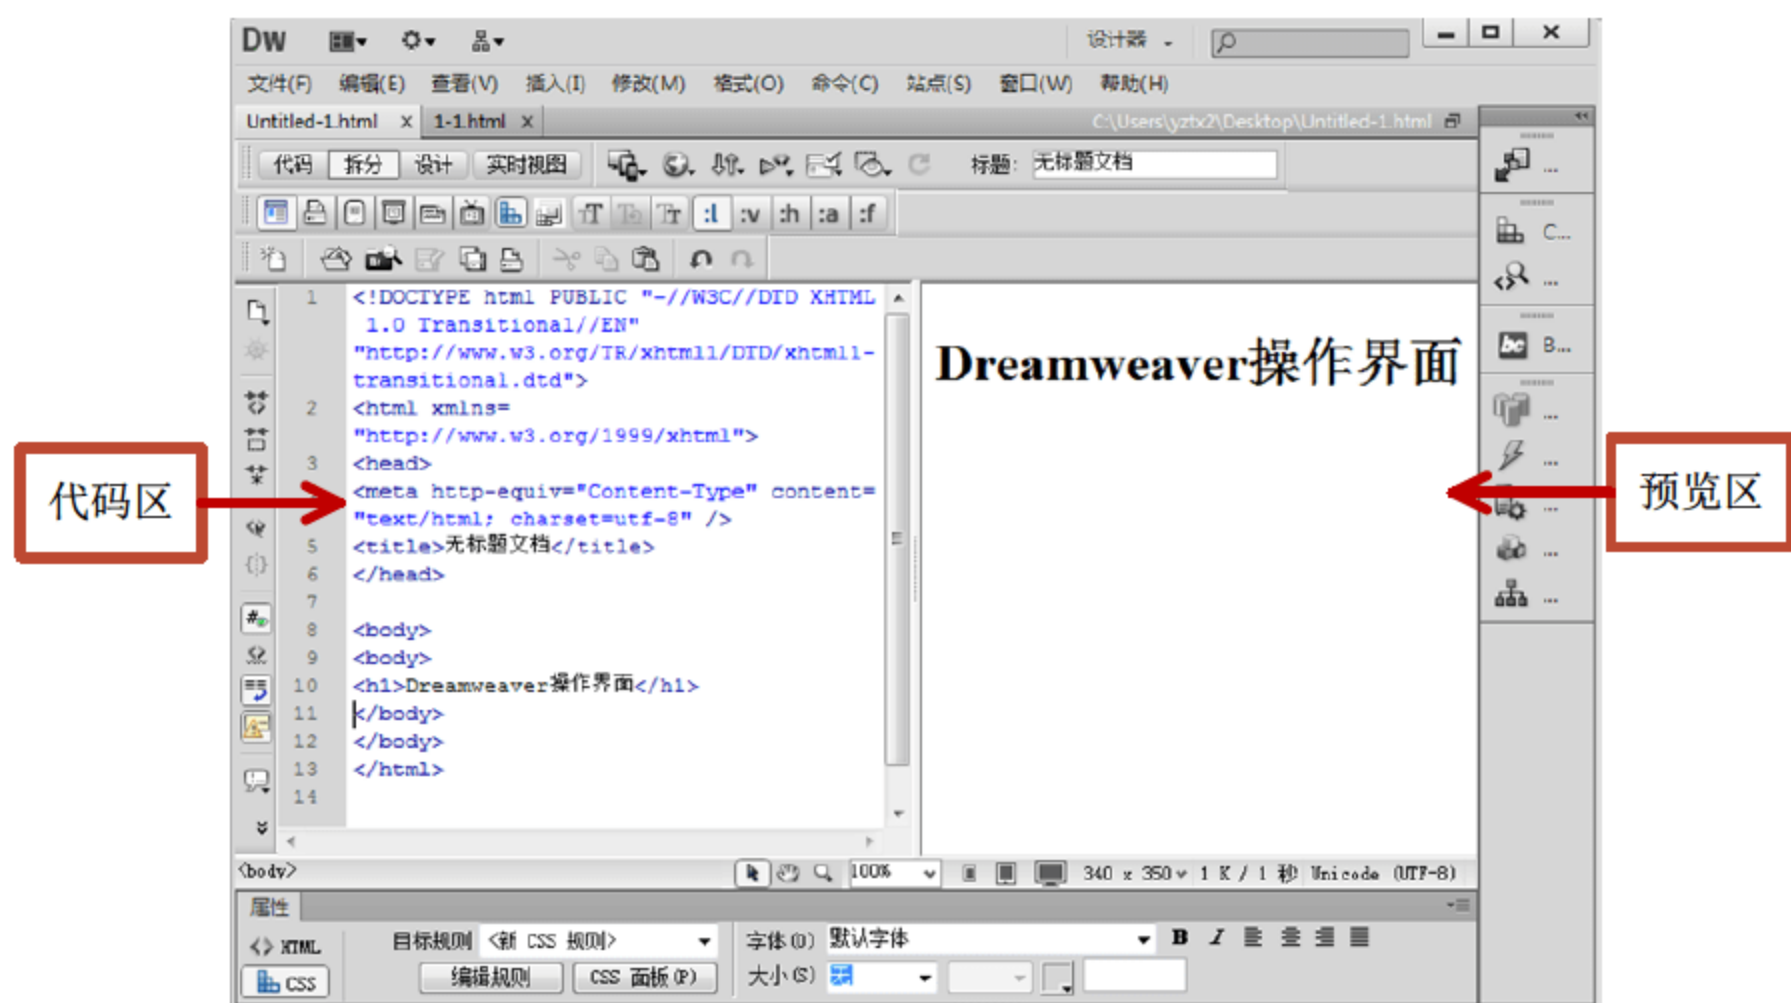 Dw 设计器
文件(F) 编辑(E) 查看(V) 插入(I) 修改(M) 格式(O) 命令(C) 站点(S) 窗口(W) 帮助(H)
Untitled-1.html x 1-1.html x C:\Users\yztx2\Desktop\Untitled-1.html
代码 拆分 设计 实时视图 标题: 无标题文档
:l :v :h :a :f
C...
B...
1 <!DOCTYPE html PUBLIC "-//W3C//DTD XHTML
1.0 Transitional//EN"
"http://www.w3.org/TR/xhtml1/DTD/xhtml1-
transitional.dtd">
2 <html xmlns=
"http://www.w3.org/1999/xhtml">
3 <head>
<meta http-equiv="Content-Type" content=
"text/html; charset=utf-8" />
5 <title>无标题文档</title>
6 </head>
7
8 <body>
9 <body>
10 <h1>Dreamweaver操作界面</h1>
11 </body>
12 </body>
13 </html>
14
Dreamweaver操作界面
代码区
预览区
<body> 100% 340 x 350 1 K / 1 秒 Unicode (UTF-8)
属性
<> HTML 目标规则 <新 CSS 规则> 字体(O) 默认字体 B I
CSS 编辑规则 CSS 面板(P) 大小(S) 无